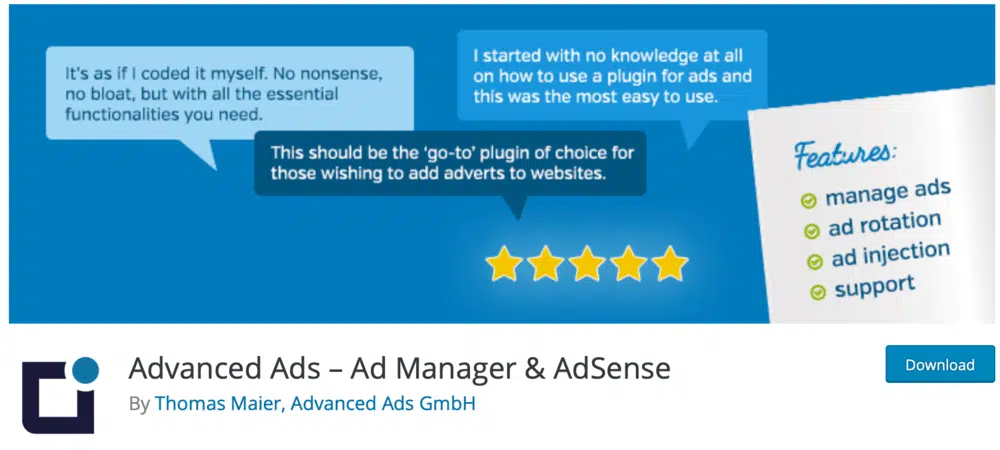 It's as if I coded it myself. No nonsense,
no bloat, but with all the essential
functionalities you need.
I started with no knowledge at all
on how to use a plugin for ads and
this was the most easy to use.
This should be the ‘go-to’ plugin of choice for
those wishing to add adverts to websites.
Features:
manage ads
ad rotation
ad injection
support
Advanced Ads – Ad Manager & AdSense
By Thomas Maier, Advanced Ads GmbH
Download